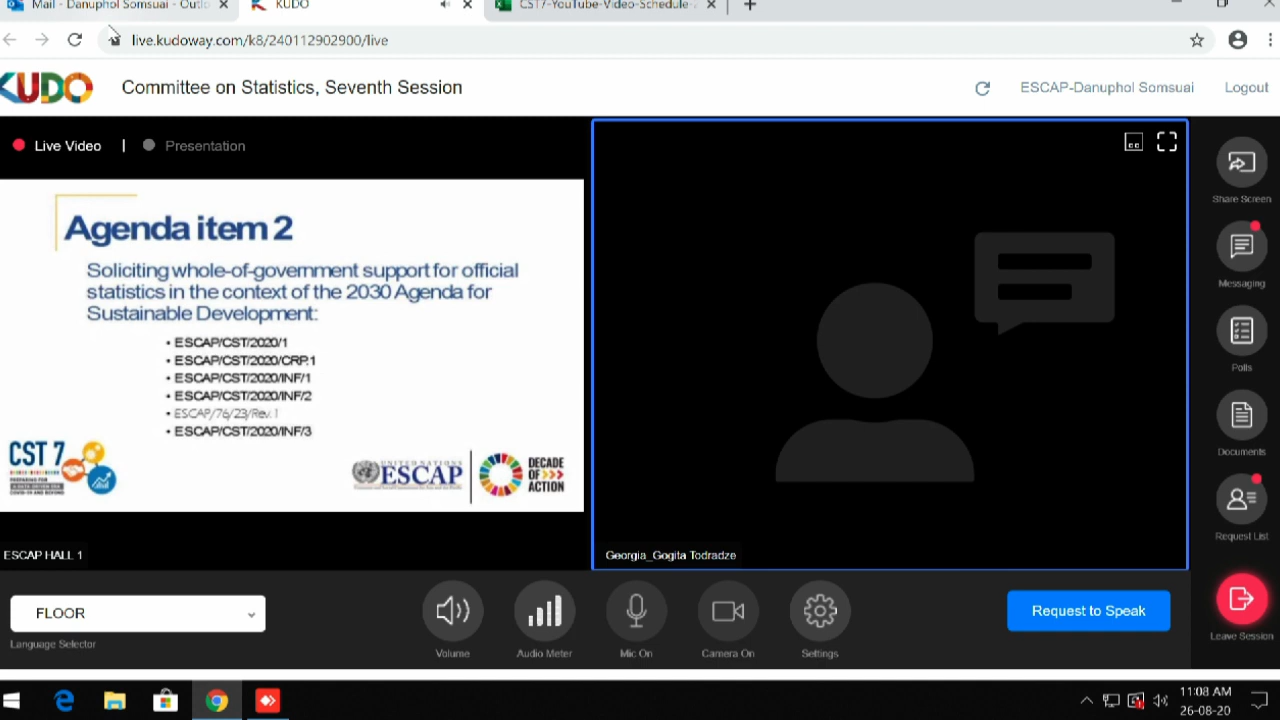 Mail - Danuphol Somsuai - Outlo
KUDO
CST7-YouTube-Video-Schedule
live.kudoway.com/k8/240112902900/live
KUDO
Committee on Statistics, Seventh Session
ESCAP-Danuphol Somsuai
Logout
Live Video | Presentation
Agenda item 2
Soliciting whole-of-government support for official
statistics in the context of the 2030 Agenda for
Sustainable Development:
• ESCAP/CST/2020/1
• ESCAP/CST/2020/CRP.1
• ESCAP/CST/2020/INF/1
• ESCAP/CST/2020/INF/2
• ESCAP/76/23/Rev.1
• ESCAP/CST/2020/INF/3
CST 7
UNITED NATIONS
ESCAP
DECADE
OF >>>
ACTION
ESCAP HALL 1
Georgia_Gogita Todradze
Share Screen
Messaging
Polls
Documents
Request List
Leave Session
FLOOR
Language Selector
Volume
Audio Meter
Mic On
Camera On
Settings
Request to Speak
11:08 AM
26-08-20